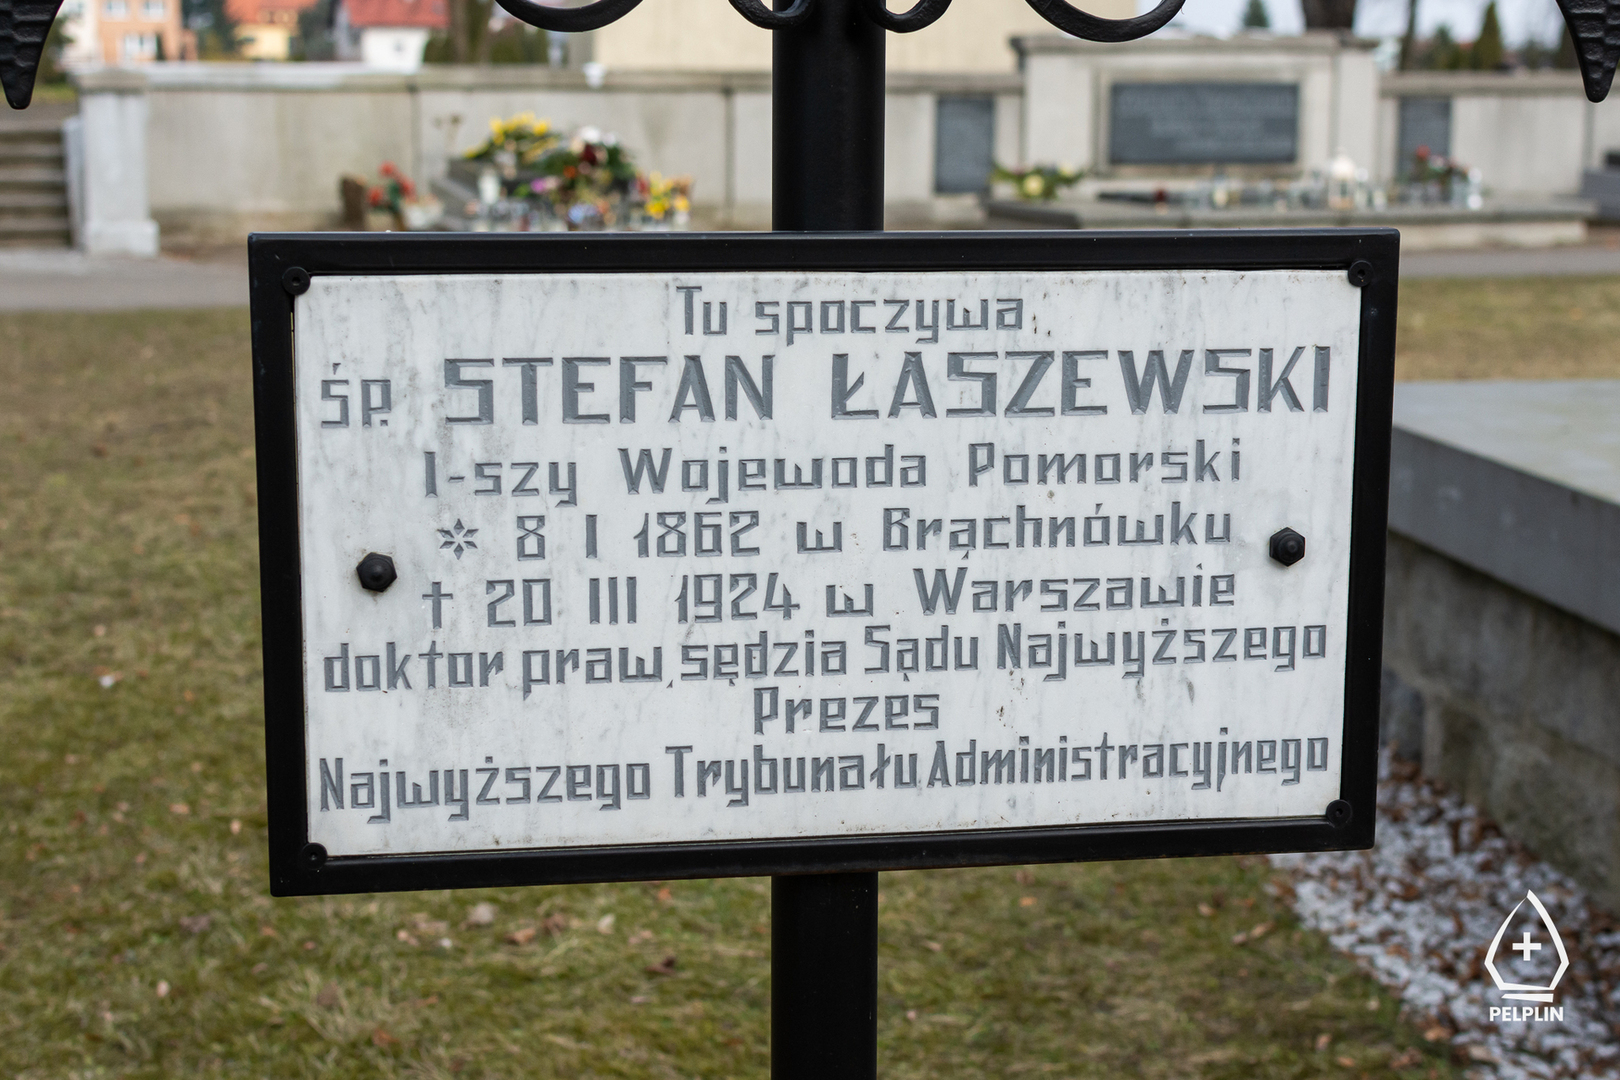 Tu spoczywa
śp. STEFAN ŁASZEWSKI
I-szy Wojewoda Pomorski
* 8 I 1862 w Brąchnówku
† 20 III 1924 w Warszawie
doktor praw, sędzia Sądu Najwyższego
Prezes
Najwyższego Trybunału Administracyjnego
PELPLIN